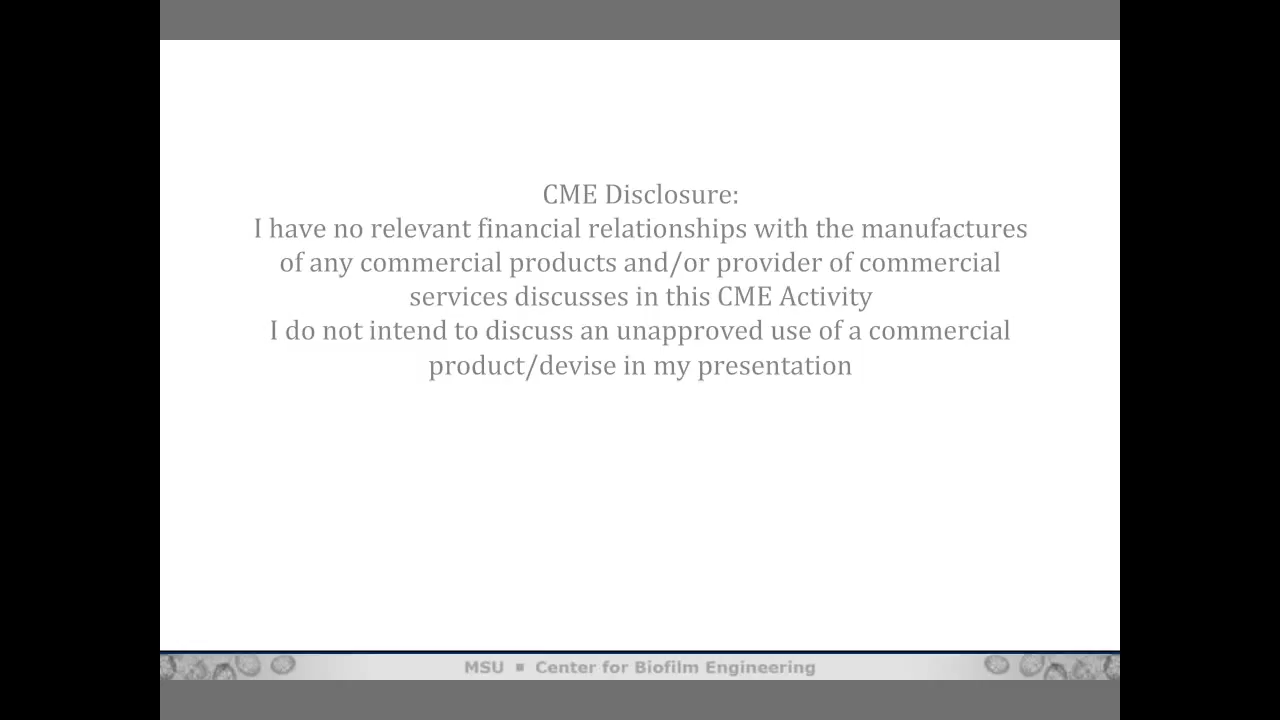 CME Disclosure:
I have no relevant financial relationships with the manufactures
of any commercial products and/or provider of commercial
services discusses in this CME Activity
I do not intend to discuss an unapproved use of a commercial
product/devise in my presentation
MSU ▪ Center for Biofilm Engineering